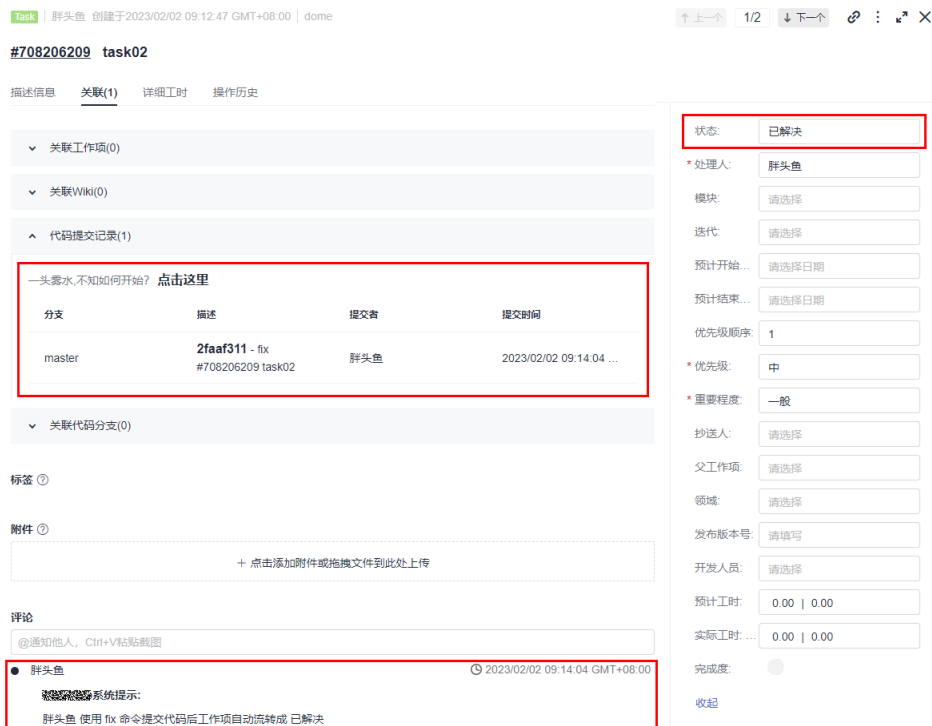 Task 胖头鱼 创建于2023/02/02 09:12:47 GMT+08:00 dome
上一个 1/2 下一个
#708206209 task02
描述信息 关联(1) 详细工时 操作历史
关联工作项(0)
关联Wiki(0)
代码提交记录(1)
一头露水,不知如何开始? 点击这里
分支 描述 提交者 提交时间
master 2faaf311 - fix #708206209 task02 胖头鱼 2023/02/02 09:14:04 ...
关联代码分支(0)
标签
附件
+ 点击添加附件或拖拽文件到此处上传
评论
@通知他人, Ctrl+V粘贴截图
胖头鱼 2023/02/02 09:14:04 GMT+08:00
系统提示:
胖头鱼 使用 fix 命令提交代码后工作项自动流转成 已解决
状态: 已解决
* 处理人: 胖头鱼
模块: 请选择
迭代: 请选择
预计开始... 请选择日期
预计结束... 请选择日期
优先级顺序: 1
* 优先级: 中
* 重要程度: 一般
抄送人: 请选择
父工作项: 请选择
领域: 请选择
发布版本号: 请填写
开发人员: 请选择
预计工时: 0.00 | 0.00
实际工时: ... 0.00 | 0.00
完成度:
收起